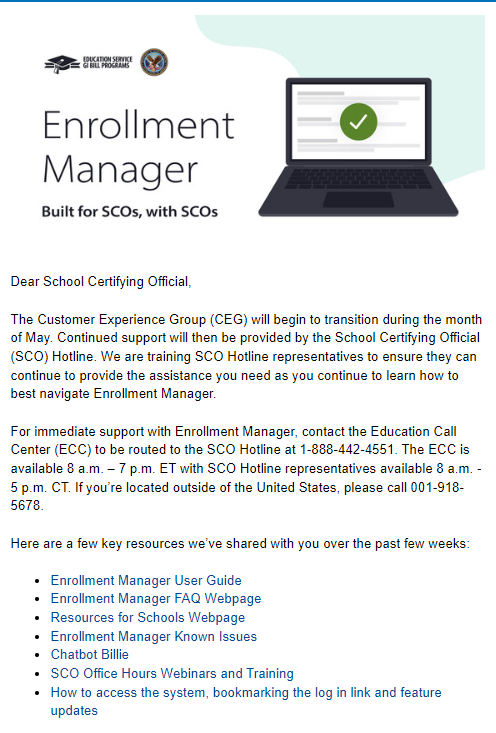 EDUCATION SERVICE
GI BILL PROGRAMS
Enrollment
Manager
Built for SCOs, with SCOs
Dear School Certifying Official,
The Customer Experience Group (CEG) will begin to transition during the month
of May. Continued support will then be provided by the School Certifying Official
(SCO) Hotline. We are training SCO Hotline representatives to ensure they can
continue to provide the assistance you need as you continue to learn how to
best navigate Enrollment Manager.
For immediate support with Enrollment Manager, contact the Education Call
Center (ECC) to be routed to the SCO Hotline at 1-888-442-4551. The ECC is
available 8 a.m. – 7 p.m. ET with SCO Hotline representatives available 8 a.m. -
5 p.m. CT. If you’re located outside of the United States, please call 001-918-
5678.
Here are a few key resources we’ve shared with you over the past few weeks:
• Enrollment Manager User Guide
• Enrollment Manager FAQ Webpage
• Resources for Schools Webpage
• Enrollment Manager Known Issues
• Chatbot Billie
• SCO Office Hours Webinars and Training
• How to access the system, bookmarking the log in link and feature
updates